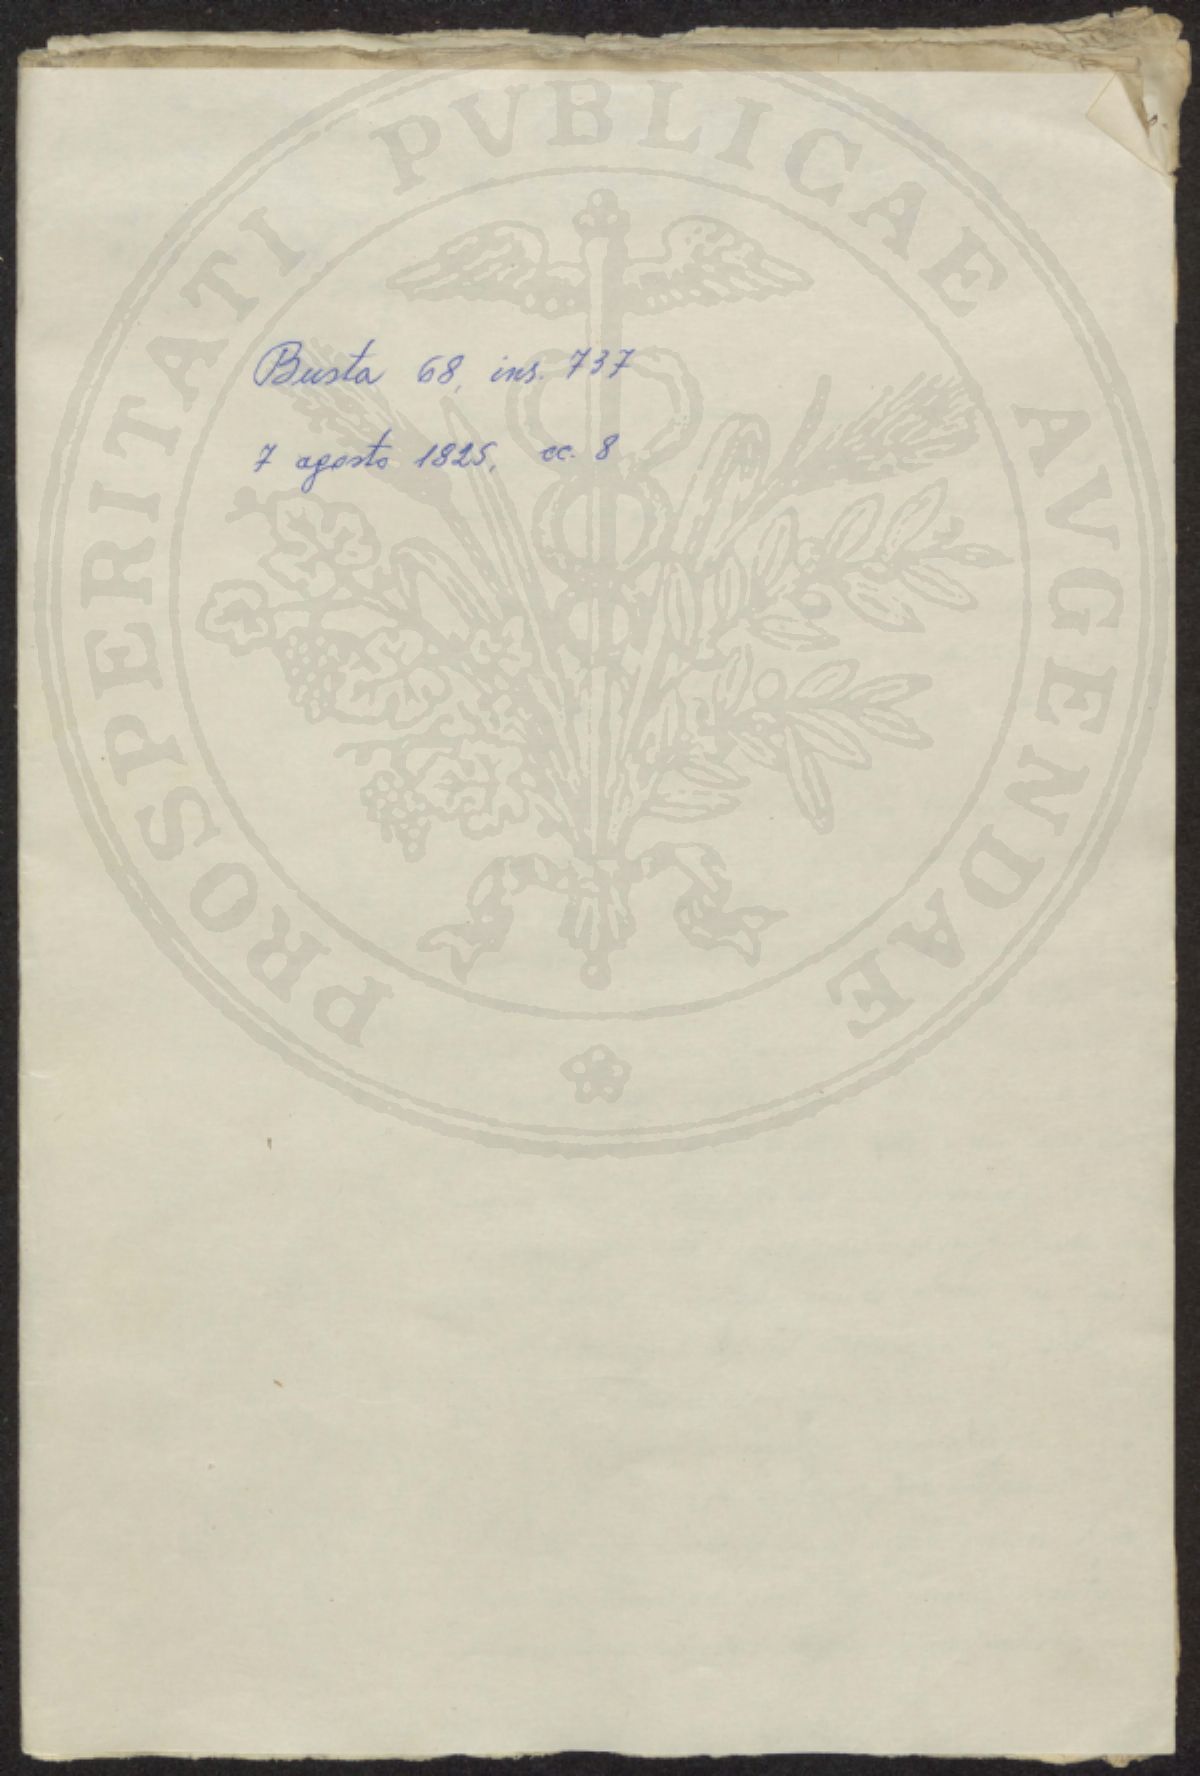 Busta 68, ins. 737
7 agosto 1825, cc. 8
PROSPERITATI PVBLICAE AVGENDAE